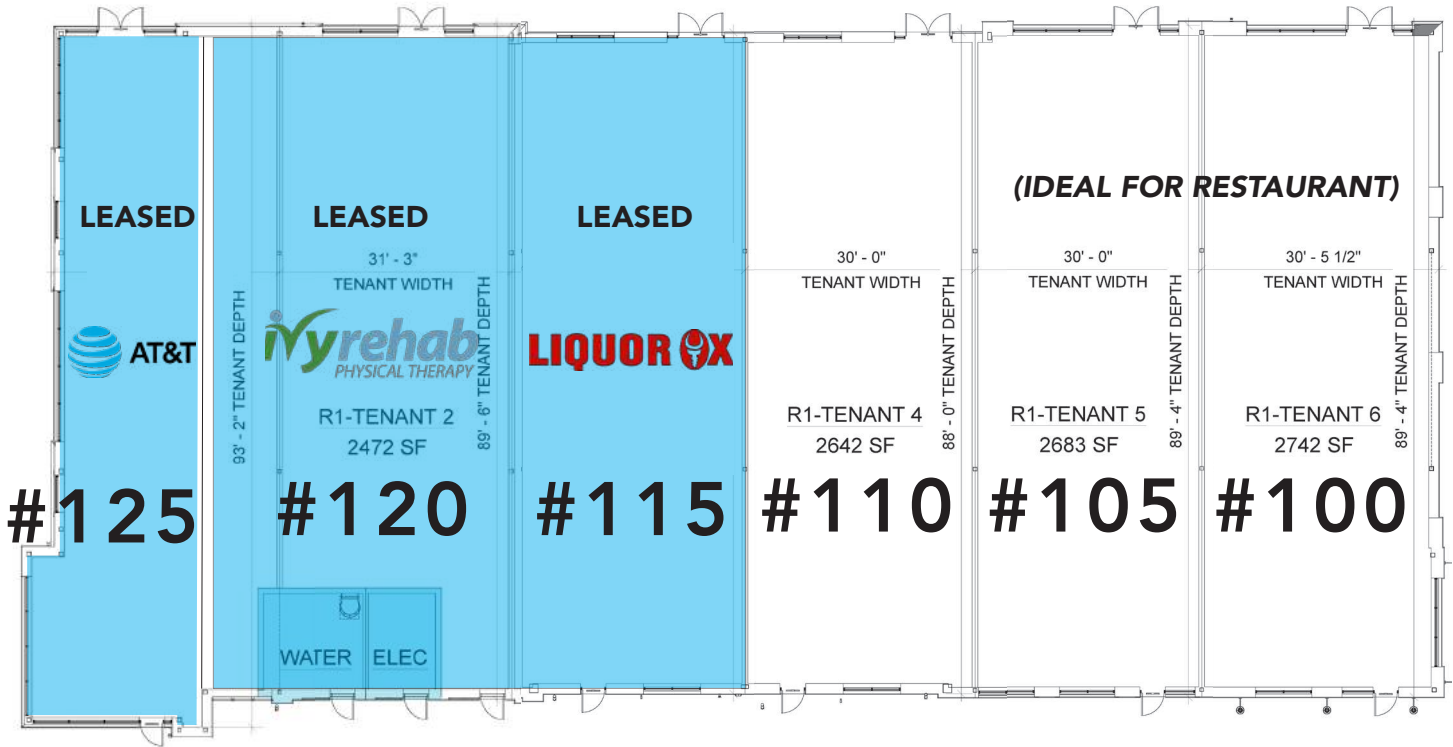 (IDEAL FOR RESTAURANT)
LEASED
LEASED
LEASED
31' - 3"
TENANT WIDTH
30' - 0"
TENANT WIDTH
30' - 0"
TENANT WIDTH
30' - 5 1/2"
TENANT WIDTH
93' - 2" TENANT DEPTH
89' - 6" TENANT DEPTH
88' - 0" TENANT DEPTH
89' - 4" TENANT DEPTH
89' - 4" TENANT DEPTH
AT&T
ivyrehab
PHYSICAL THERAPY
LIQUOR OX
R1-TENANT 2
2472 SF
R1-TENANT 4
2642 SF
R1-TENANT 5
2683 SF
R1-TENANT 6
2742 SF
#125
#120
#115
#110
#105
#100
WATER
ELEC